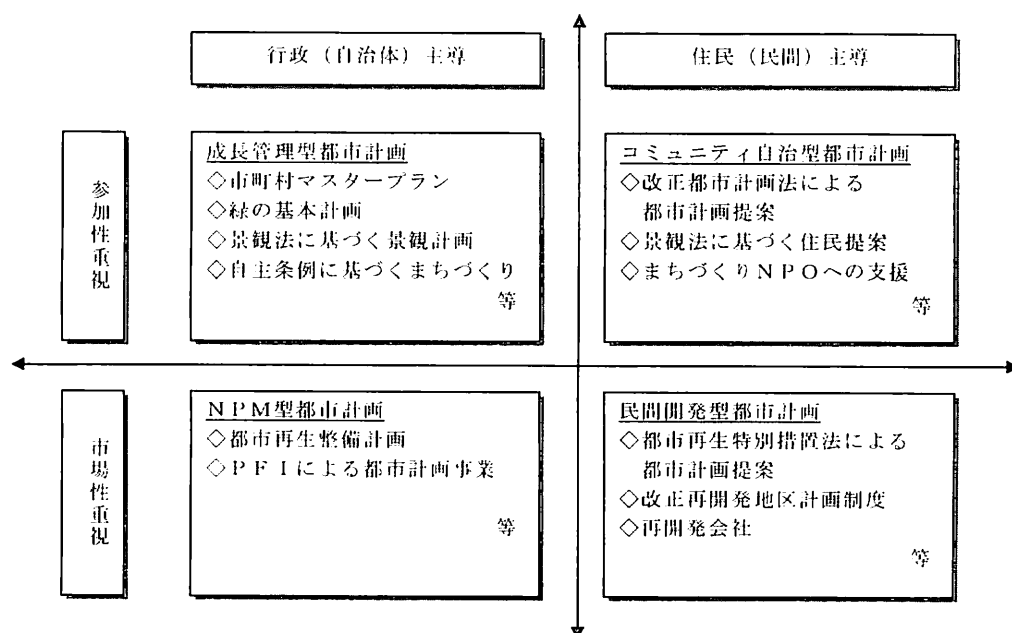 行政（自治体）主導
住民（民間）主導
参加性重視
成長管理型都市計画
◇市町村マスタープラン
◇緑の基本計画
◇景観法に基づく景観計画
◇自主条例に基づくまちづくり
等
コミュニティ自治型都市計画
◇改正都市計画法による
都市計画提案
◇景観法に基づく住民提案
◇まちづくりＮＰＯへの支援
等
市場性重視
ＮＰＭ型都市計画
◇都市再生整備計画
◇ＰＦＩによる都市計画事業
等
民間開発型都市計画
◇都市再生特別措置法による
都市計画提案
◇改正再開発地区計画制度
◇再開発会社
等